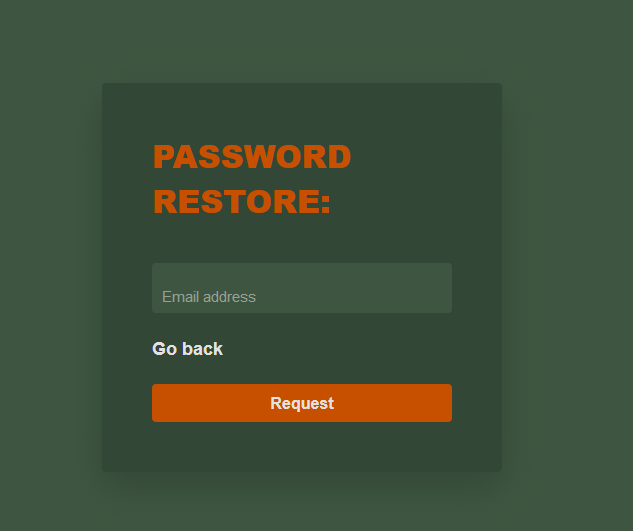 PASSWORD
RESTORE:
Email address
Go back
Request